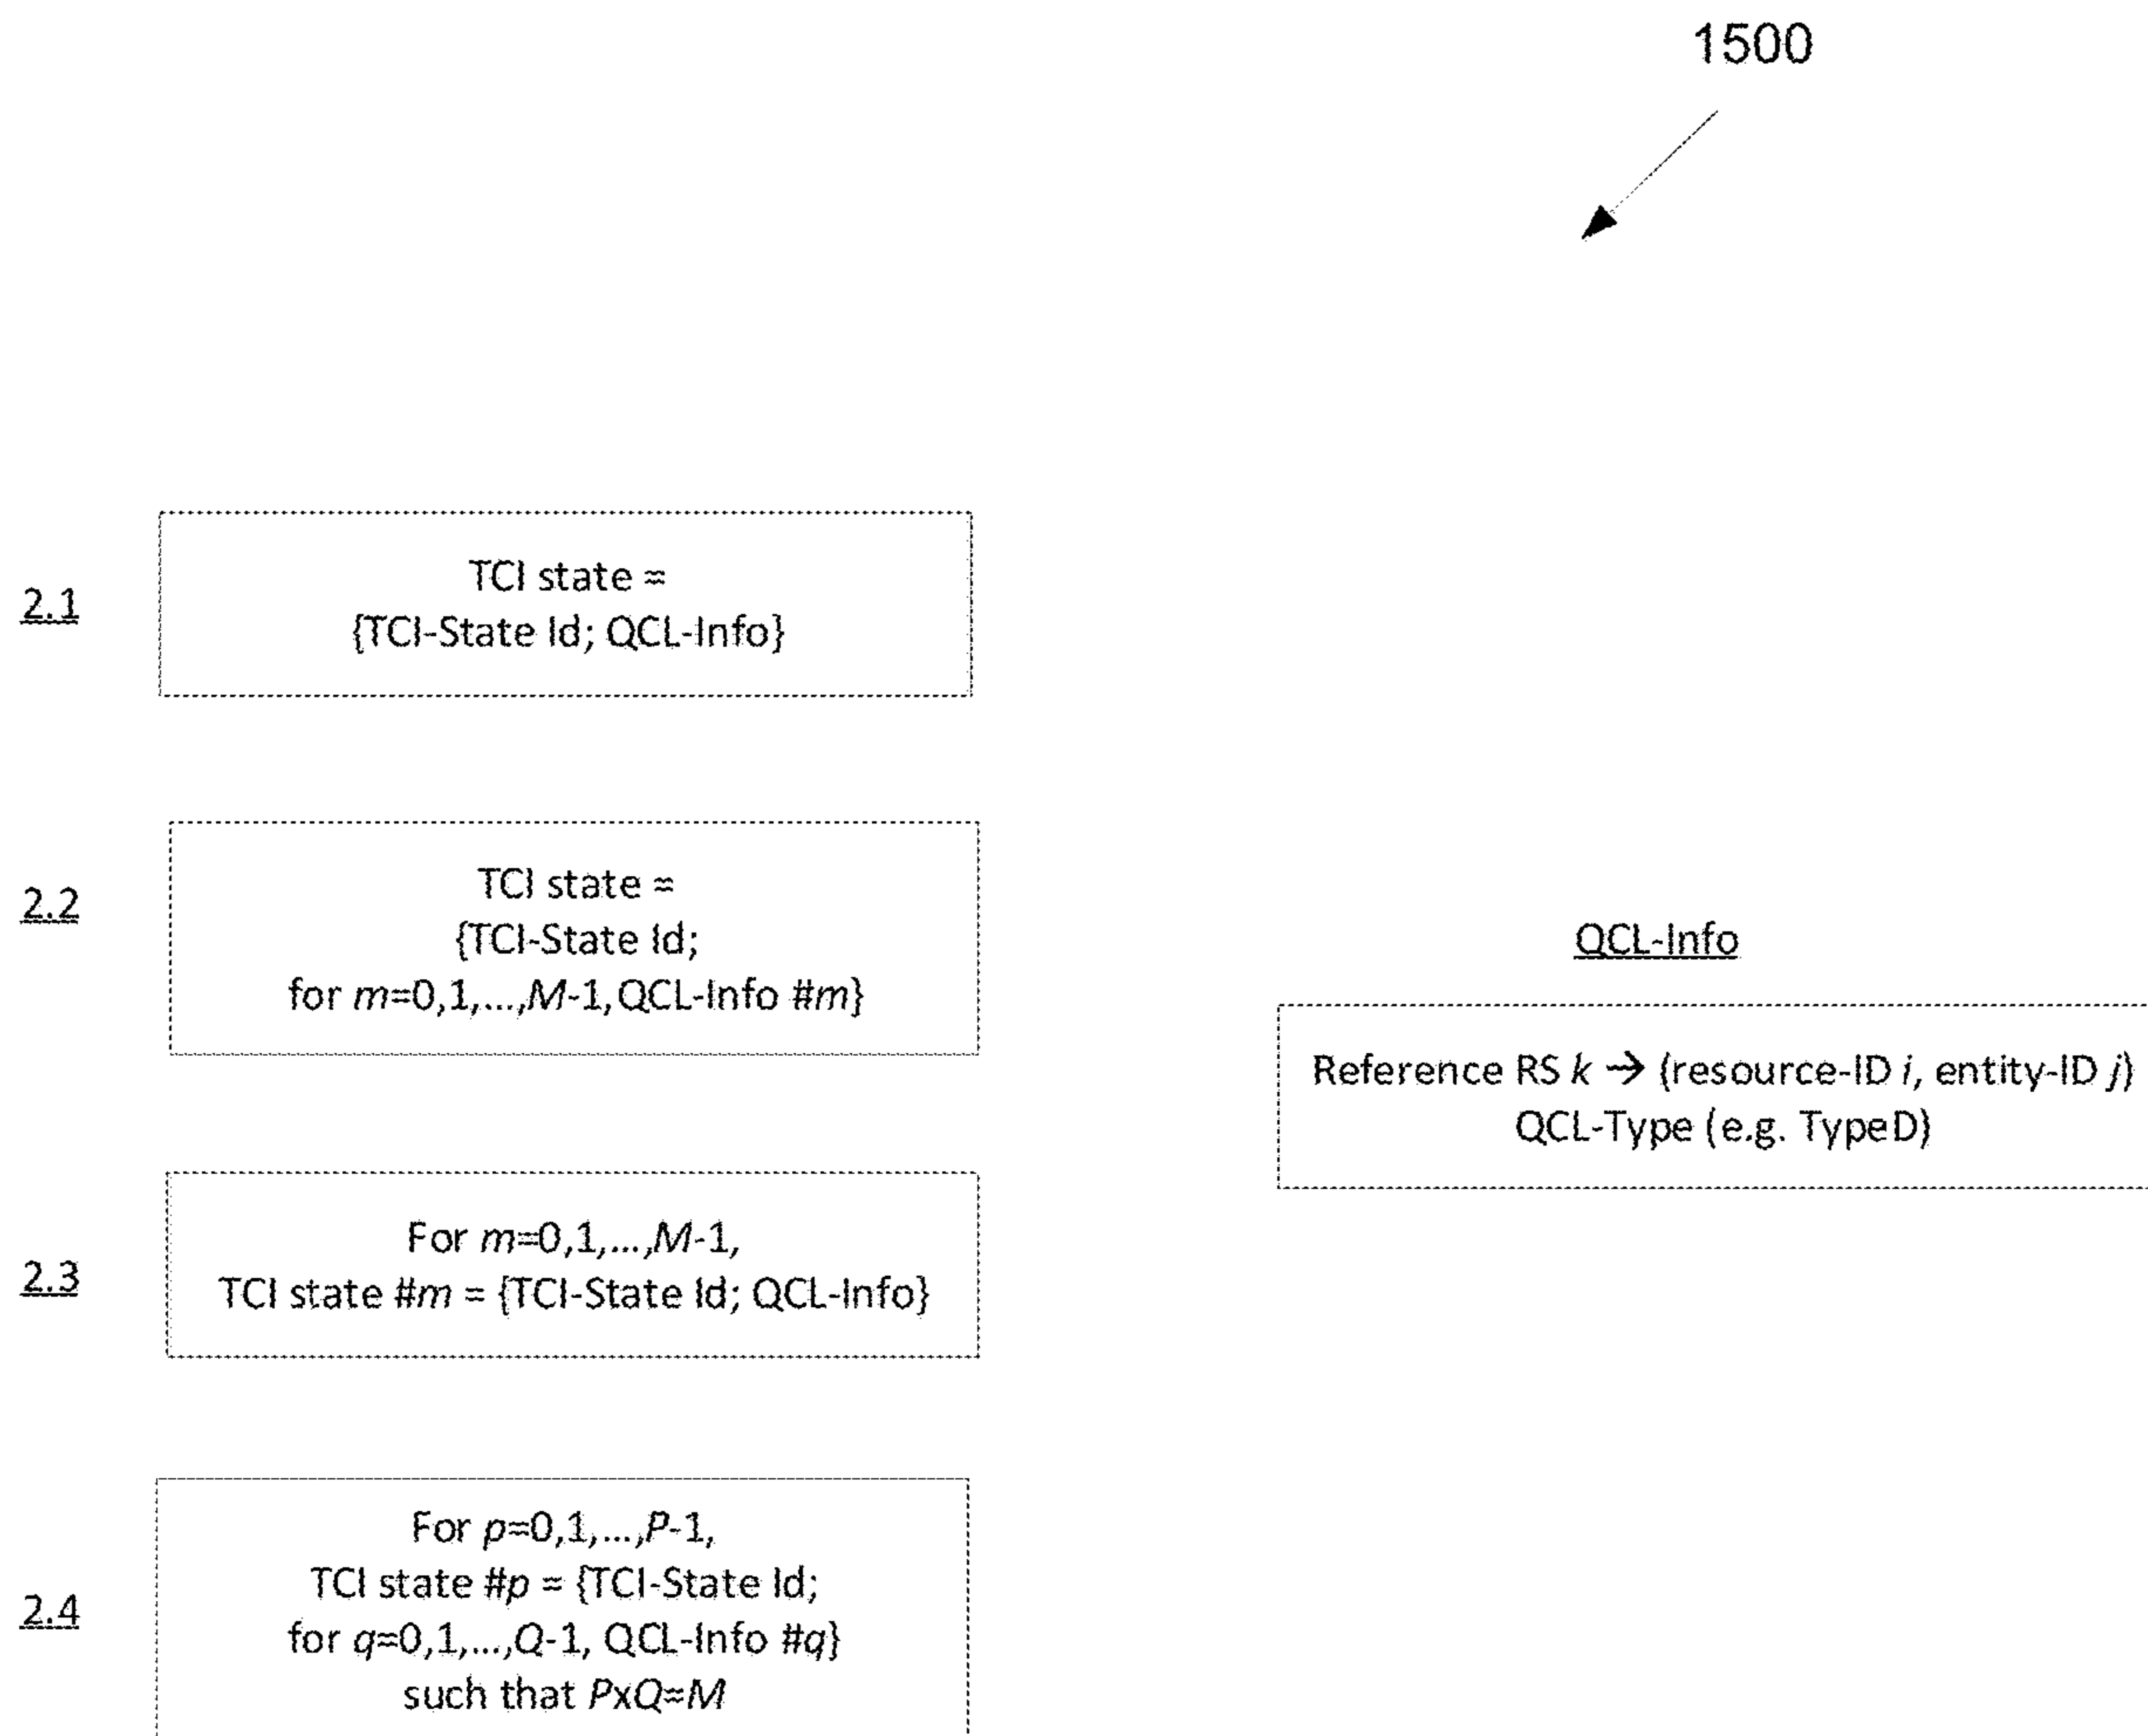 1500
2.1
TCI state =
{TCI-State Id; QCL-Info}
2.2
TCI state =
{TCI-State Id;
for m=0,1,...,M-1,QCL-Info #m}
2.3
For m=0,1,...,M-1,
TCI state #m = {TCI-State Id; QCL-Info}
2.4
For p=0,1,...,P-1,
TCI state #p = {TCI-State Id;
for q=0,1,...,Q-1, QCL-Info #q}
such that PxQ=M
QCL-Info
Reference RS k → (resource-ID i, entity-ID j)
QCL-Type (e.g. TypeD)